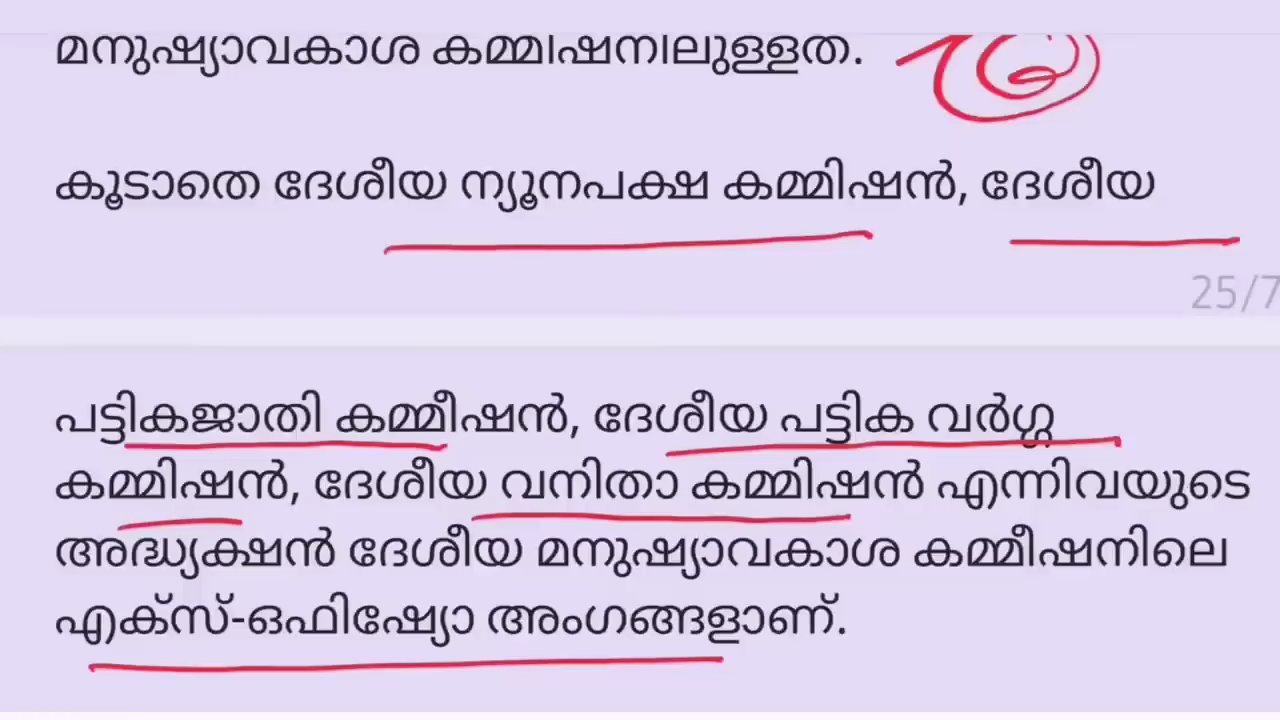 മനുഷ്യാവകാശ കമ്മിഷനിലുള്ളത്.
കൂടാതെ ദേശീയ ന്യൂനപക്ഷ കമ്മിഷൻ, ദേശീയ
25/7
പട്ടികജാതി കമ്മീഷൻ, ദേശീയ പട്ടിക വർഗ്ഗ
കമ്മിഷൻ, ദേശീയ വനിതാ കമ്മിഷൻ എന്നിവയുടെ
അദ്ധ്യക്ഷൻ ദേശീയ മനുഷ്യാവകാശ കമ്മീഷനിലെ
എക്സ്-ഒഫിഷ്യോ അംഗങ്ങളാണ്.